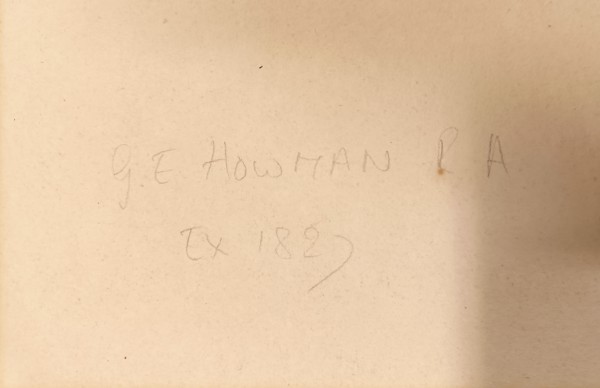 G.E HOWMAN R A
EX 1827